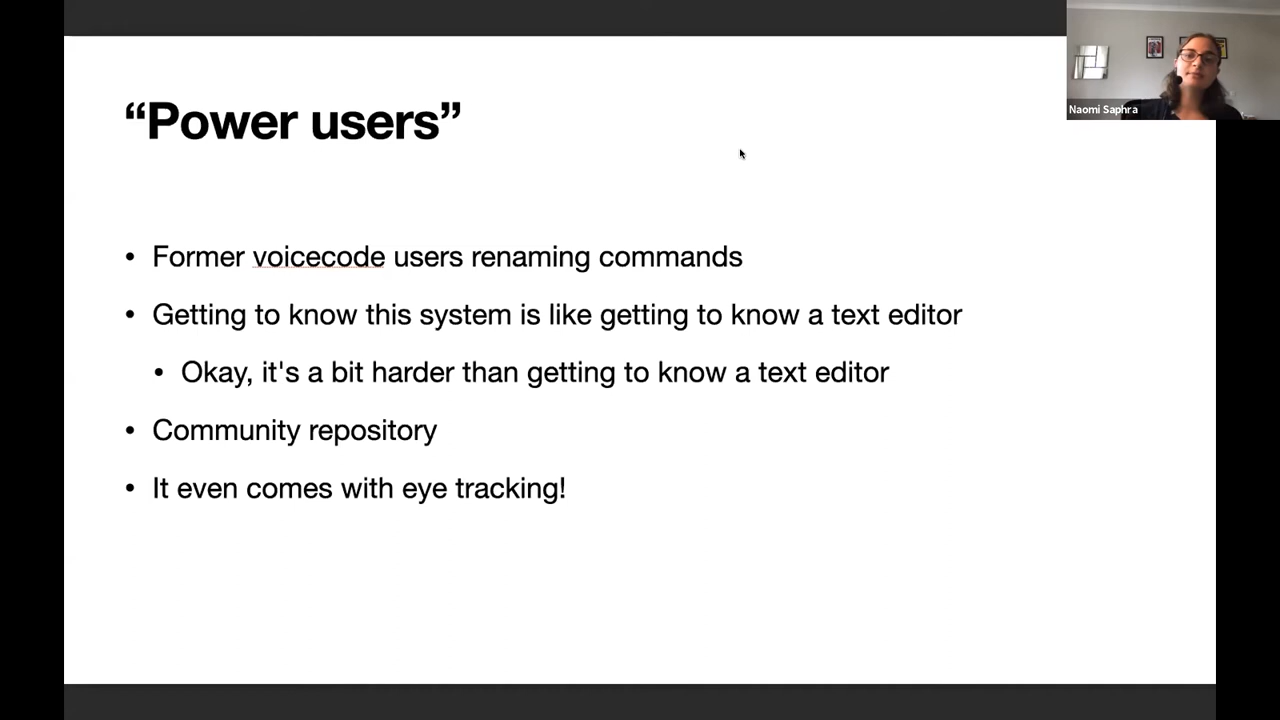 “Power users”
Naomi Saphra
• Former voicecode users renaming commands
• Getting to know this system is like getting to know a text editor
• Okay, it's a bit harder than getting to know a text editor
• Community repository
• It even comes with eye tracking!